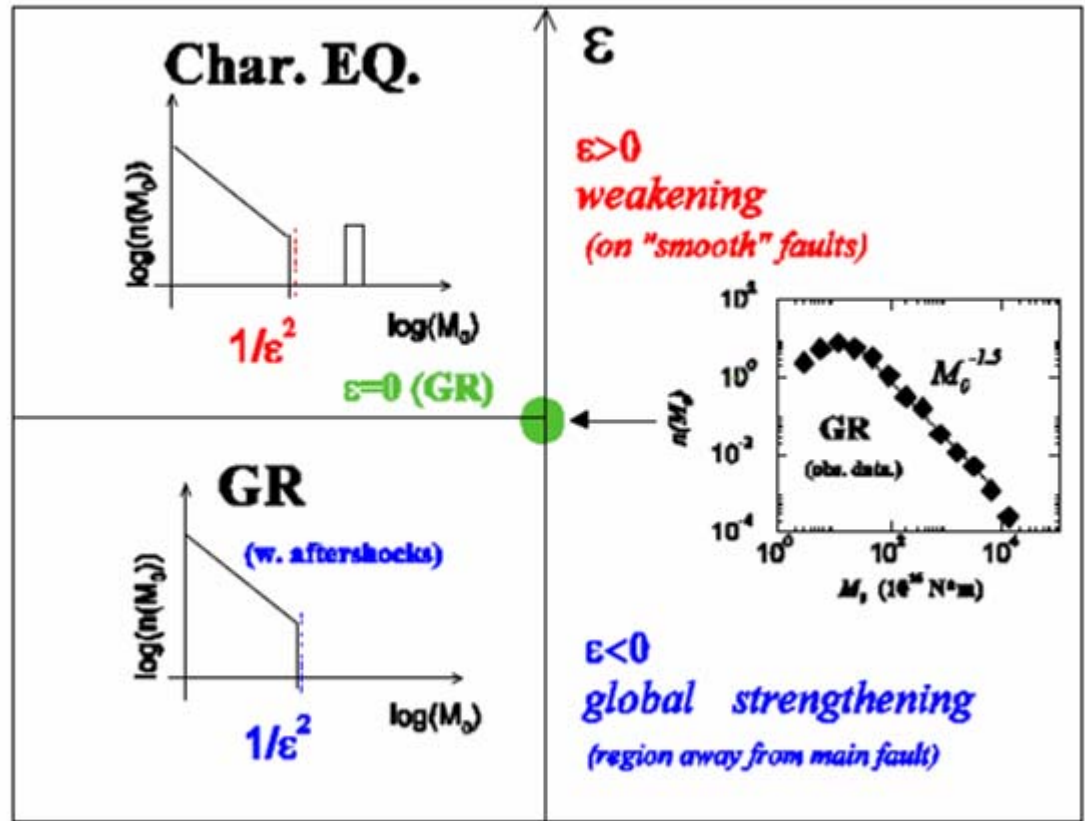 Char. EQ.
log(n(M₀))
log(M₀)
1/ε²
ε=0 (GR)
GR
(w. aftershocks)
log(n(M₀))
log(M₀)
1/ε²
ε
ε>0
weakening
(on "smooth" faults)
10²
10⁰
10⁻²
10⁻⁴
M₀⁻¹·⁵
GR
(obs. data.)
10⁰ 10² 10⁴
ε<0
global strengthening
(region away from main fault)